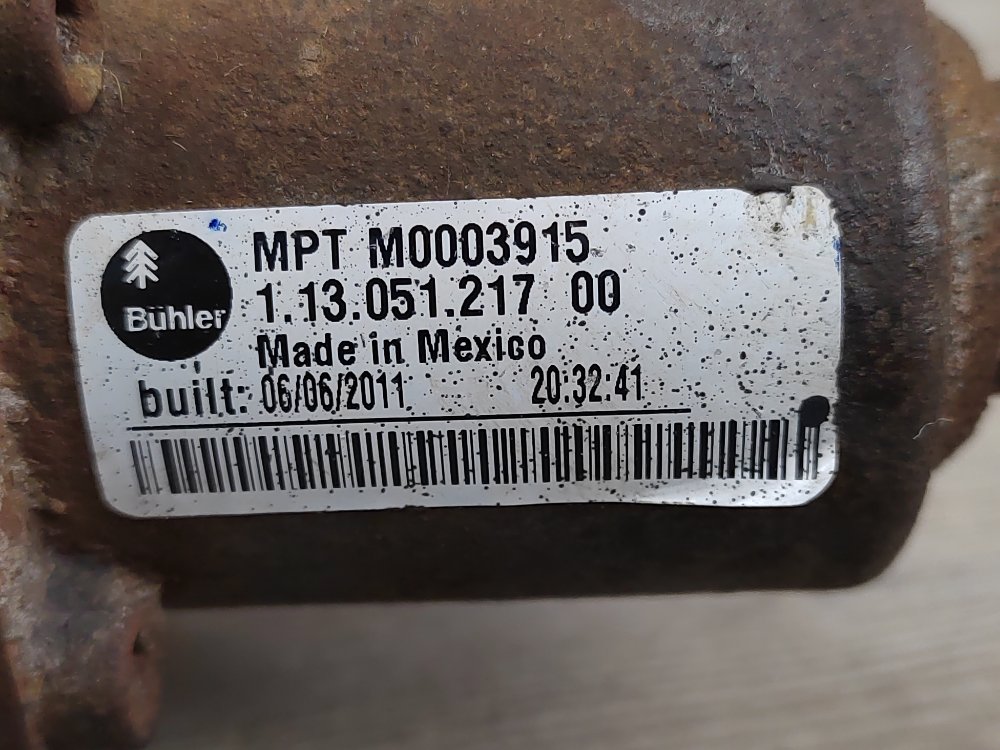 Bühler
MPT M0003915
1.13.051.217 00
Made in Mexico
built: 06/06/2011 20:32:41